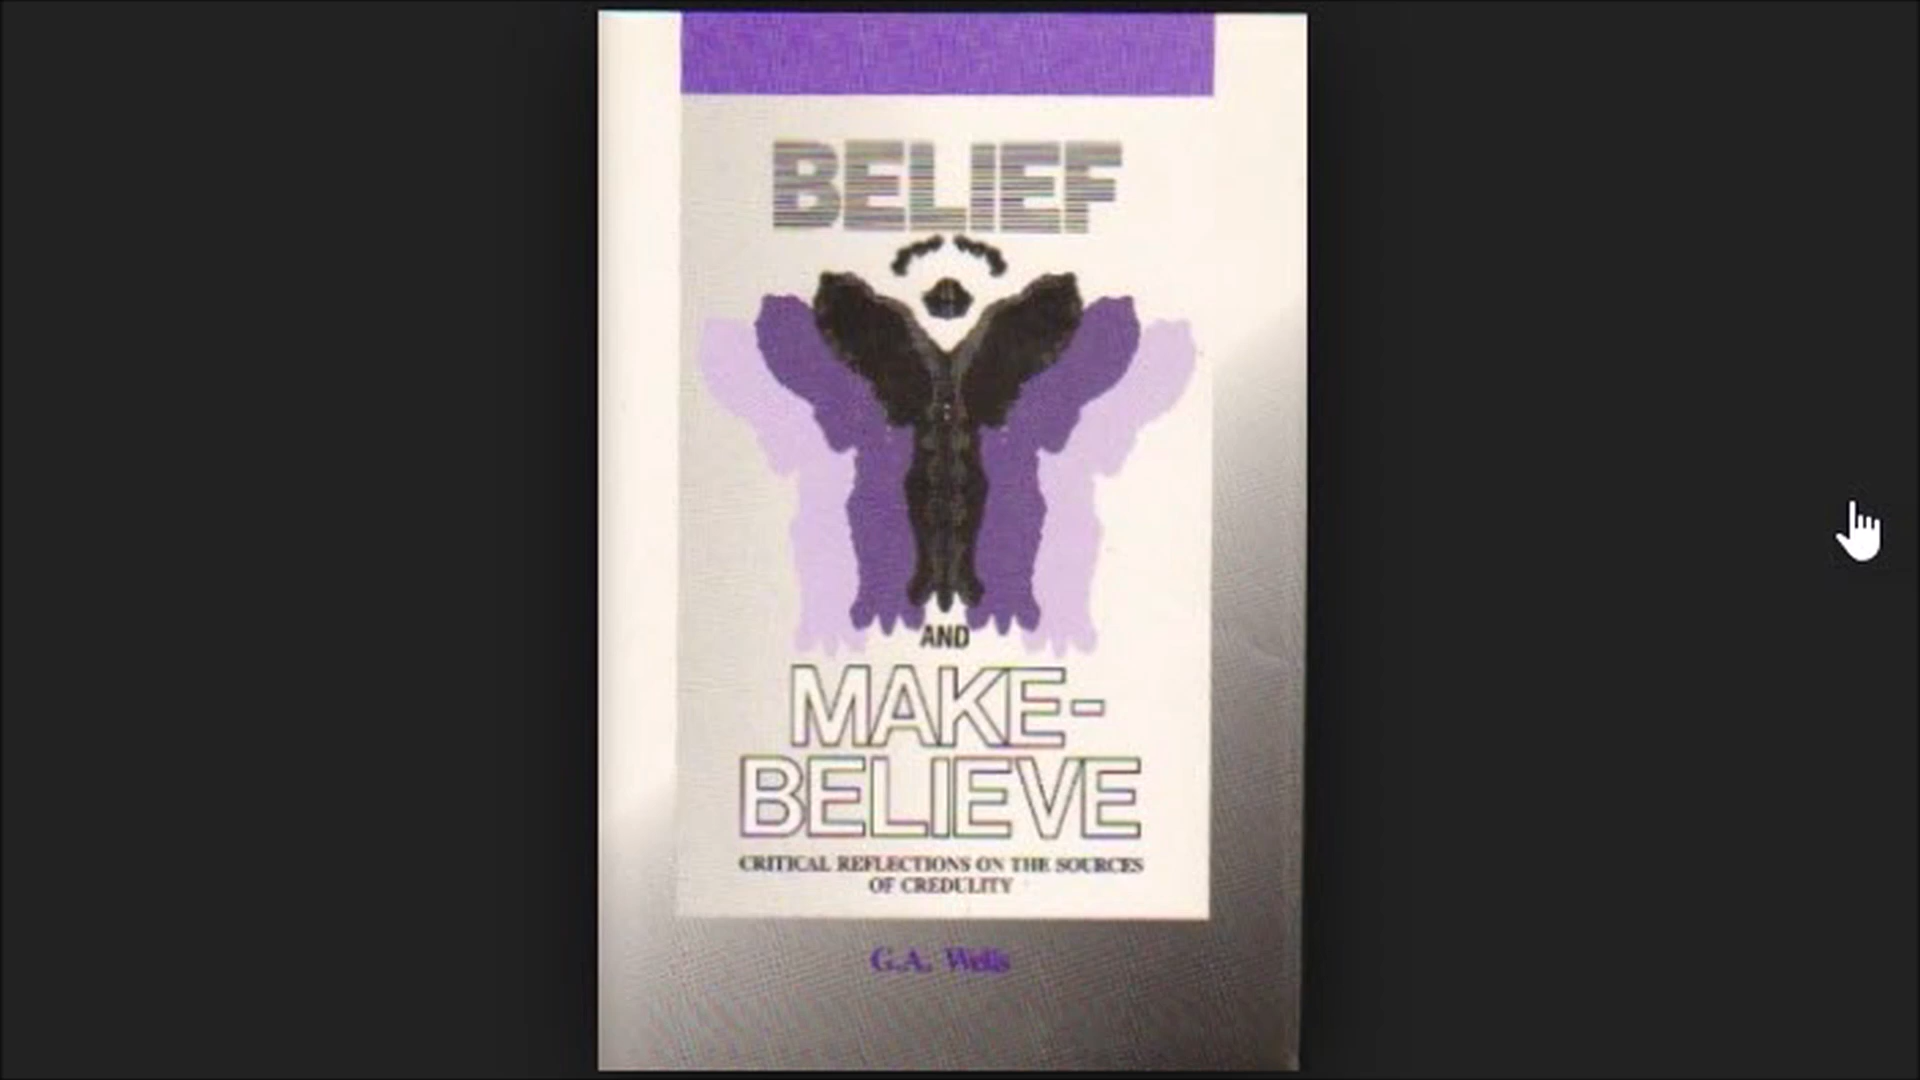 BELIEF
AND
MAKE-
BELIEVE
CRITICAL REFLECTIONS ON THE SOURCES
OF CREDULITY
G.A. Wells